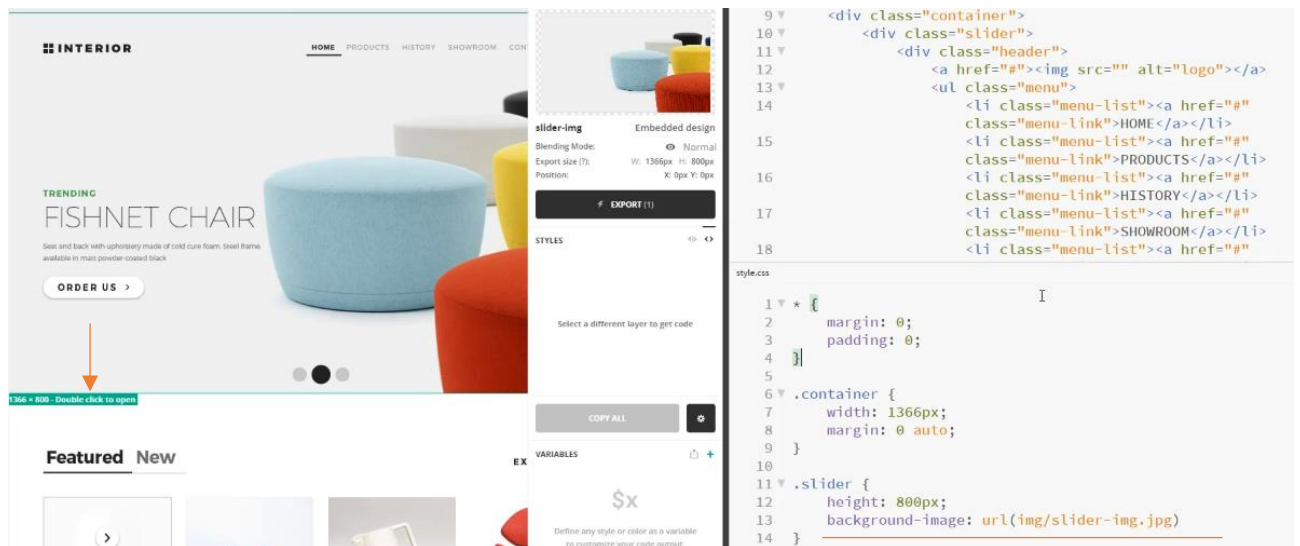 INTERIOR
HOME PRODUCTS HISTORY SHOWROOM CON
TRENDING
FISHNET CHAIR
Seat and back with upholstery made of cold cure foam. Steel frame,
available in matt powder-coated black
ORDER US >
1366 × 800 - Double click to open
Featured New
EX
slider-img Embedded design
Blending Mode: Normal
Export size (?): W: 1366px H: 800px
Position: X: 0px Y: 0px
EXPORT (1)
STYLES
Select a different layer to get code
COPY ALL
VARIABLES
$x
Define any style or color as a variable
to customize your code output.
9 <div class="container">
10 <div class="slider">
11 <div class="header">
12 <a href="#"><img src="" alt="logo"></a>
13 <ul class="menu">
14 <li class="menu-list"><a href="#"
class="menu-link">HOME</a></li>
15 <li class="menu-list"><a href="#"
class="menu-link">PRODUCTS</a></li>
16 <li class="menu-list"><a href="#"
class="menu-link">HISTORY</a></li>
17 <li class="menu-list"><a href="#"
class="menu-link">SHOWROOM</a></li>
18 <li class="menu-list"><a href="#"
style.css
1 * {
2 margin: 0;
3 padding: 0;
4 }
5
6 .container {
7 width: 1366px;
8 margin: 0 auto;
9 }
10
11 .slider {
12 height: 800px;
13 background-image: url(img/slider-img.jpg)
14 }